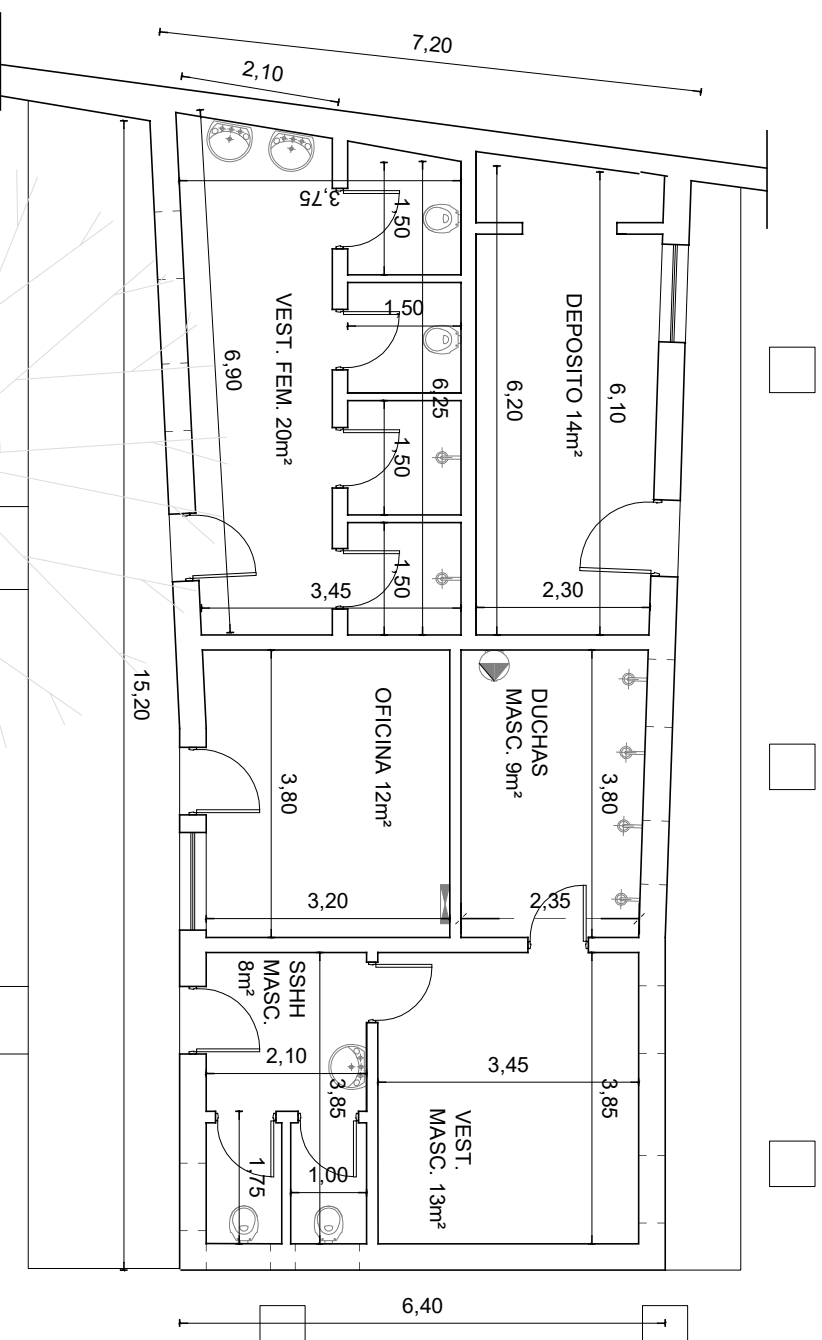 7,20
2,10
3,75
1,50
1,50
VEST. FEM. 20m²
6,90
6,25
DEPOSITO 14m²
6,20
6,10
1,50
1,50
3,45
2,30
15,20
OFICINA 12m²
3,80
DUCHAS
MASC. 9m²
3,80
3,20
2,35
SSHH
MASC.
8m²
2,10
3,85
3,45
3,85
VEST.
MASC. 13m²
1,75
1,00
6,40